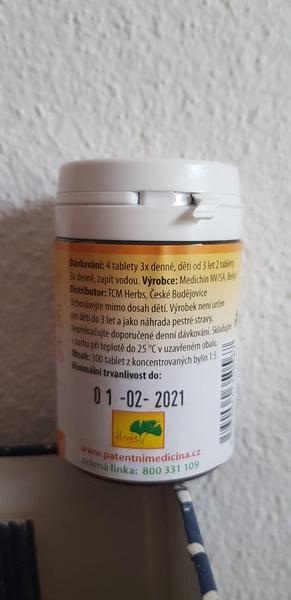 Dávkování: 4 tablety 3x denně, děti od 3 let 2 tablety
3x denně, zapít vodou. Výrobce: Medichin NV/SA, Belgi
Distributor: TCM Herbs, České Budějovice
Uchovávejte mimo dosah dětí. Výrobek není určen
pro děti do 3 let a jako náhrada pestré stravy.
Nepřekračujte doporučené denní dávkování. Skladujte
v suchu při teplotě do 25 °C v uzavřeném obalu.
Obsah: 100 tablet z koncentrovaných bylin 1:5
Minimální trvanlivost do:
01-02-2021
Herbs
www.patentnimedicina.cz
zelená linka: 800 331 109